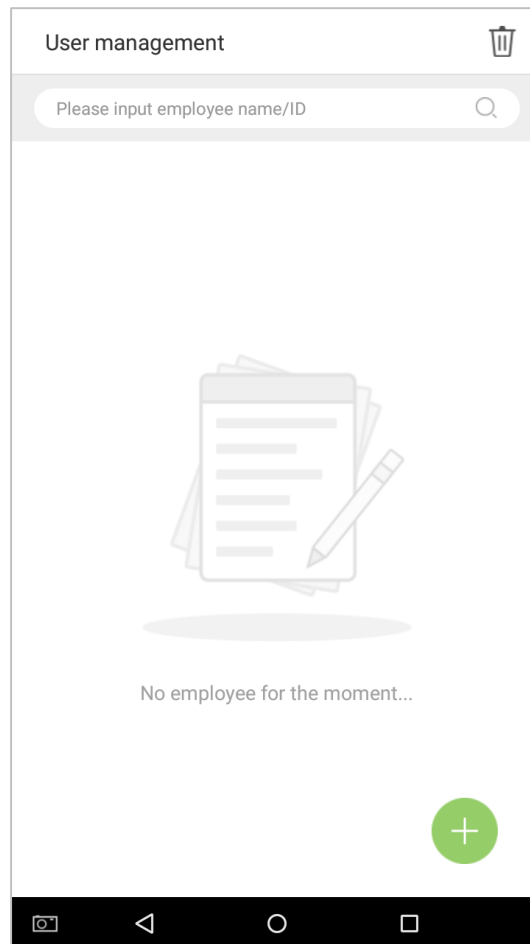 User management
Please input employee name/ID
No employee for the moment...